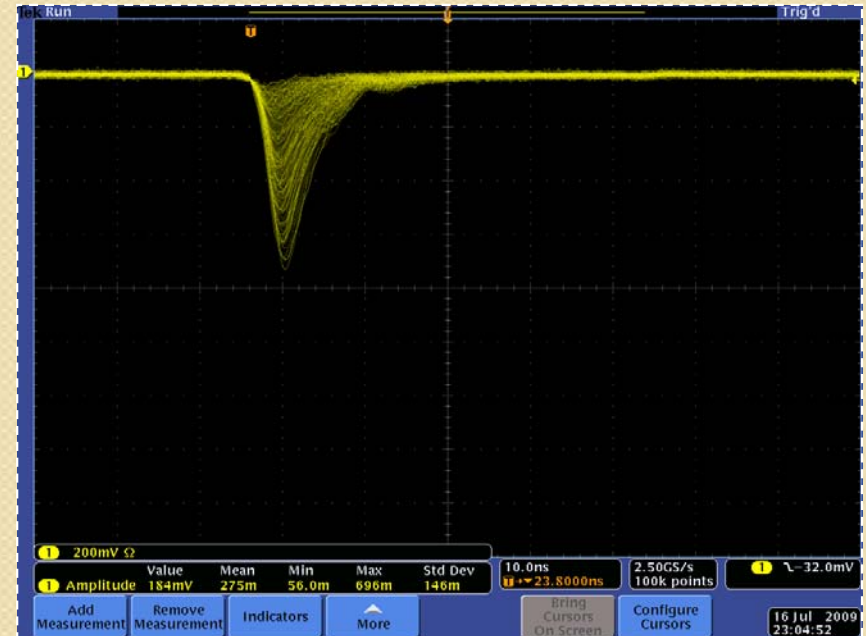 Tek Run
Trig'd
T
1
1 200mV Ω
Value Mean Min Max Std Dev
1 Amplitude 184mV 275m 56.0m 696m 146m
10.0ns
T→▼23.8000ns
2.50GS/s
100k points
1 ∖ -32.0mV
Add Measurement
Remove Measurement
Indicators
More
Bring Cursors On Screen
Configure Cursors
16 Jul 2009
23:04:52